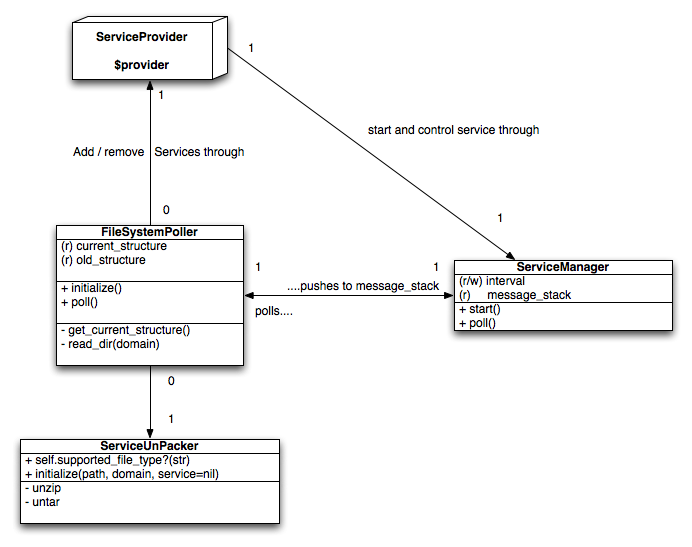 ServiceProvider
$provider
1
1
start and control service through
Add / remove Services through
0
1
FileSystemPoller
(r) current_structure
(r) old_structure
+ initialize()
+ poll()
- get_current_structure()
- read_dir(domain)
1
1
....pushes to message_stack
polls....
ServiceManager
(r/w) interval
(r) message_stack
+ start()
+ poll()
0
1
ServiceUnPacker
+ self.supported_file_type?(str)
+ initialize(path, domain, service=nil)
- unzip
- untar